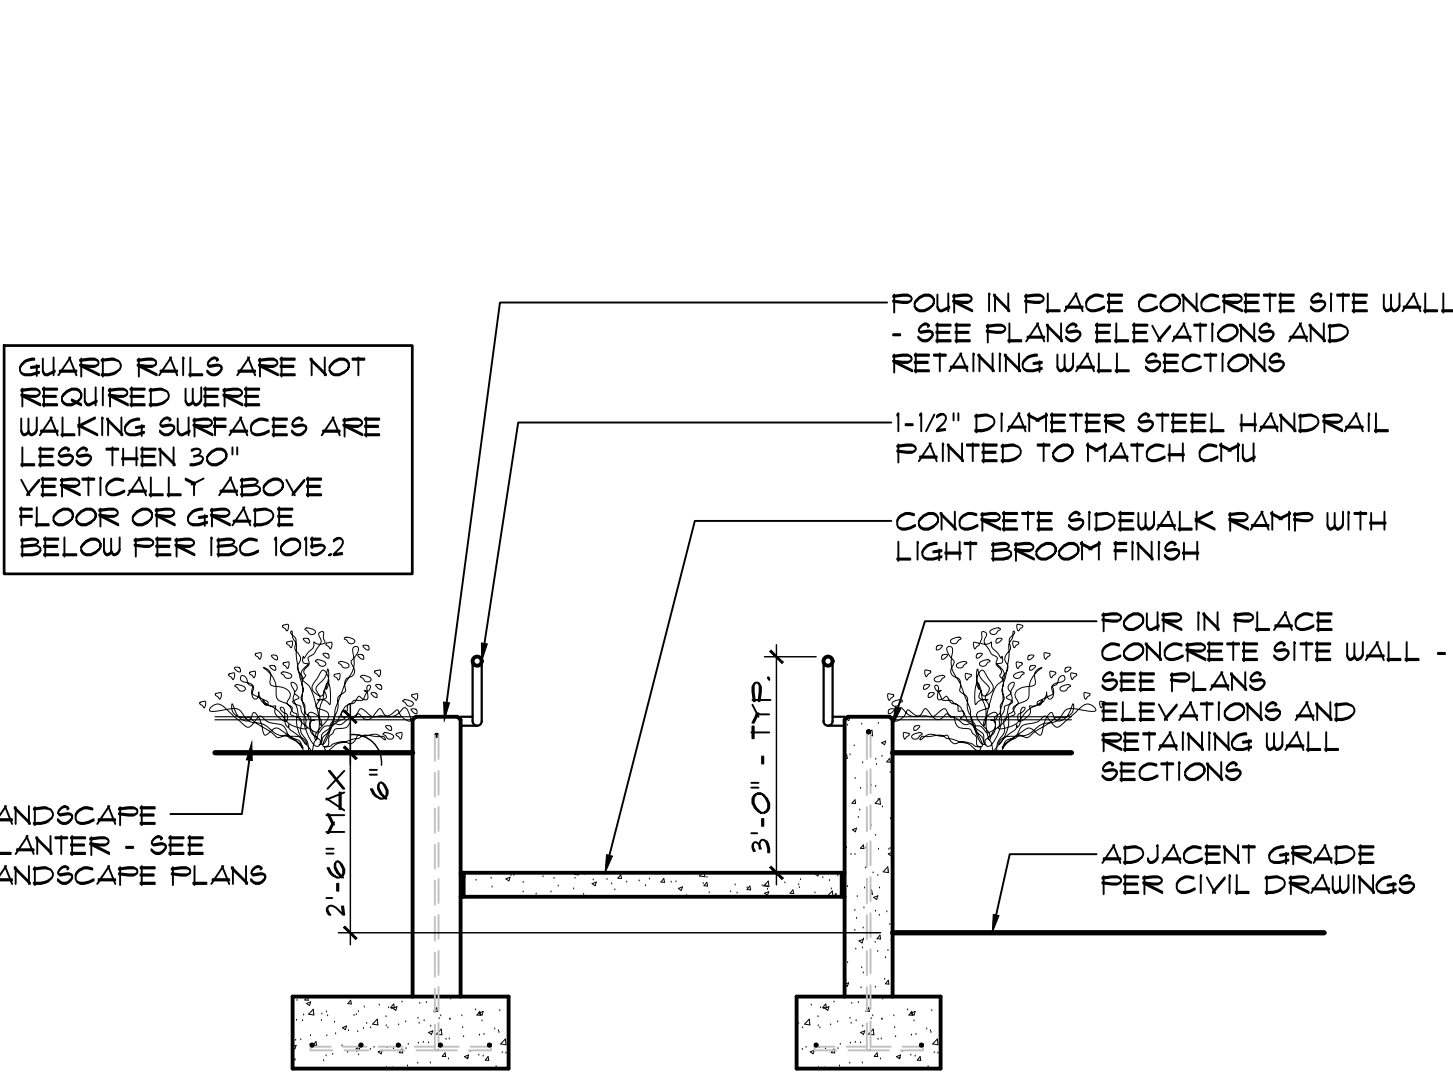 POUR IN PLACE CONCRETE SITE WALL
- SEE PLANS ELEVATIONS AND
RETAINING WALL SECTIONS
GUARD RAILS ARE NOT
REQUIRED WERE
WALKING SURFACES ARE
LESS THEN 30"
VERTICALLY ABOVE
FLOOR OR GRADE
BELOW PER IBC 1015.2
1-1/2" DIAMETER STEEL HANDRAIL
PAINTED TO MATCH CMU
CONCRETE SIDEWALK RAMP WITH
LIGHT BROOM FINISH
POUR IN PLACE
CONCRETE SITE WALL -
SEE PLANS
ELEVATIONS AND
RETAINING WALL
SECTIONS
3'-0" - TYP.
6"
2'-6" MAX
ANDSCAPE
LANTER - SEE
ANDSCAPE PLANS
ADJACENT GRADE
PER CIVIL DRAWINGS